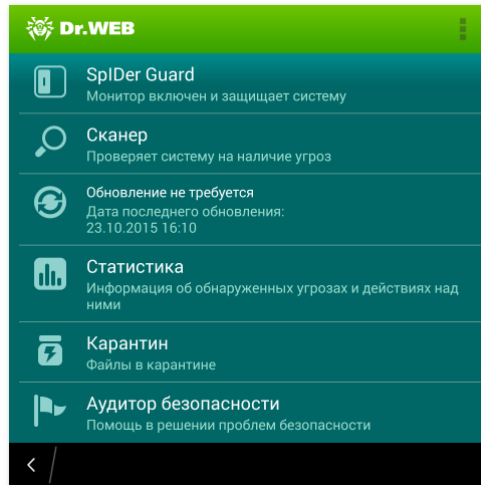 Dr.WEB
SpIDer Guard
Монитор включен и защищает систему
Сканер
Проверяет систему на наличие угроз
Обновление не требуется
Дата последнего обновления:
23.10.2015 16:10
Статистика
Информация об обнаруженных угрозах и действиях над
ними
Карантин
Файлы в карантине
Аудитор безопасности
Помощь в решении проблем безопасности